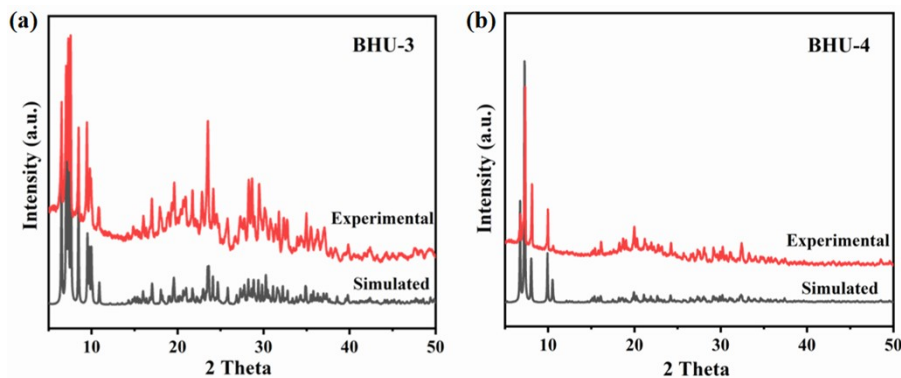 (a)
BHU-3
Intensity (a.u.)
Experimental
Simulated
10
20
30
40
50
2 Theta
(b)
BHU-4
Intensity (a.u.)
Experimental
Simulated
10
20
30
40
50
2 Theta